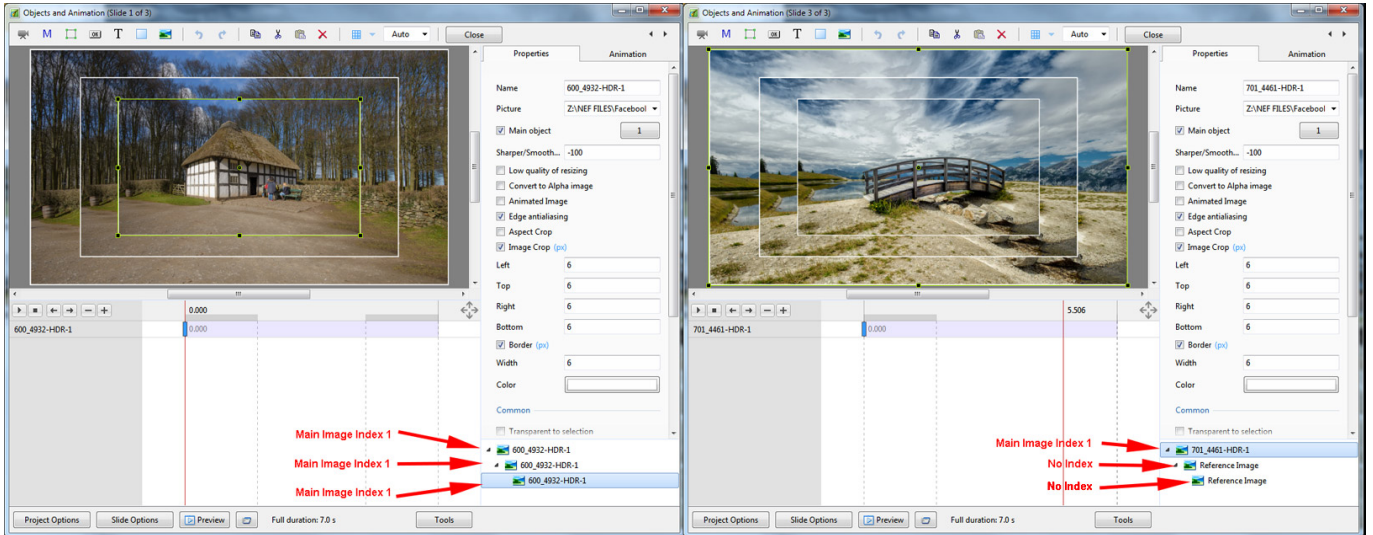 Objects and Animation (Slide 1 of 3)
M OK T Auto Close
Properties Animation
Name 600_4932-HDR-1
Picture Z:\NEF FILES\Facebool
Main object 1
Sharper/Smooth... -100
Low quality of resizing
Convert to Alpha image
Animated Image
Edge antialiasing
Aspect Crop
Image Crop (px)
Left 6
Top 6
Right 6
Bottom 6
Border (px)
Width 6
Color
Common
Transparent to selection
0.000
600_4932-HDR-1 0.000
Main Image Index 1 600_4932-HDR-1
Main Image Index 1 600_4932-HDR-1
Main Image Index 1 600_4932-HDR-1
Project Options Slide Options Preview Full duration: 7.0 s Tools
Objects and Animation (Slide 3 of 3)
M OK T Auto Close
Properties Animation
Name 701_4461-HDR-1
Picture Z:\NEF FILES\Facebool
Main object 1
Sharper/Smooth... -100
Low quality of resizing
Convert to Alpha image
Animated Image
Edge antialiasing
Aspect Crop
Image Crop (px)
Left 6
Top 6
Right 6
Bottom 6
Border (px)
Width 6
Color
Common
Transparent to selection
5.506
701_4461-HDR-1 0.000
Main Image Index 1 701_4461-HDR-1
No Index Reference Image
No Index Reference Image
Project Options Slide Options Preview Full duration: 7.0 s Tools